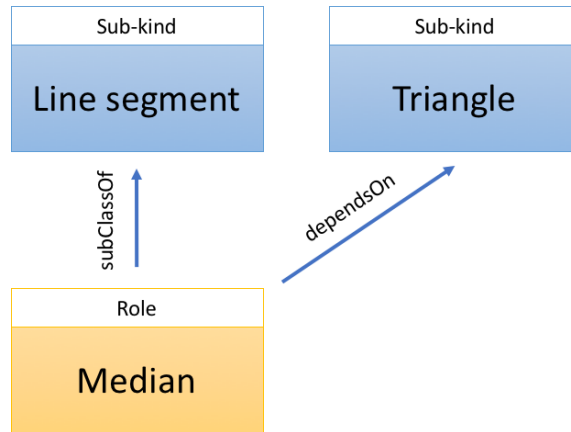 Sub-kind
Line segment
Sub-kind
Triangle
subClassOf
dependsOn
Role
Median